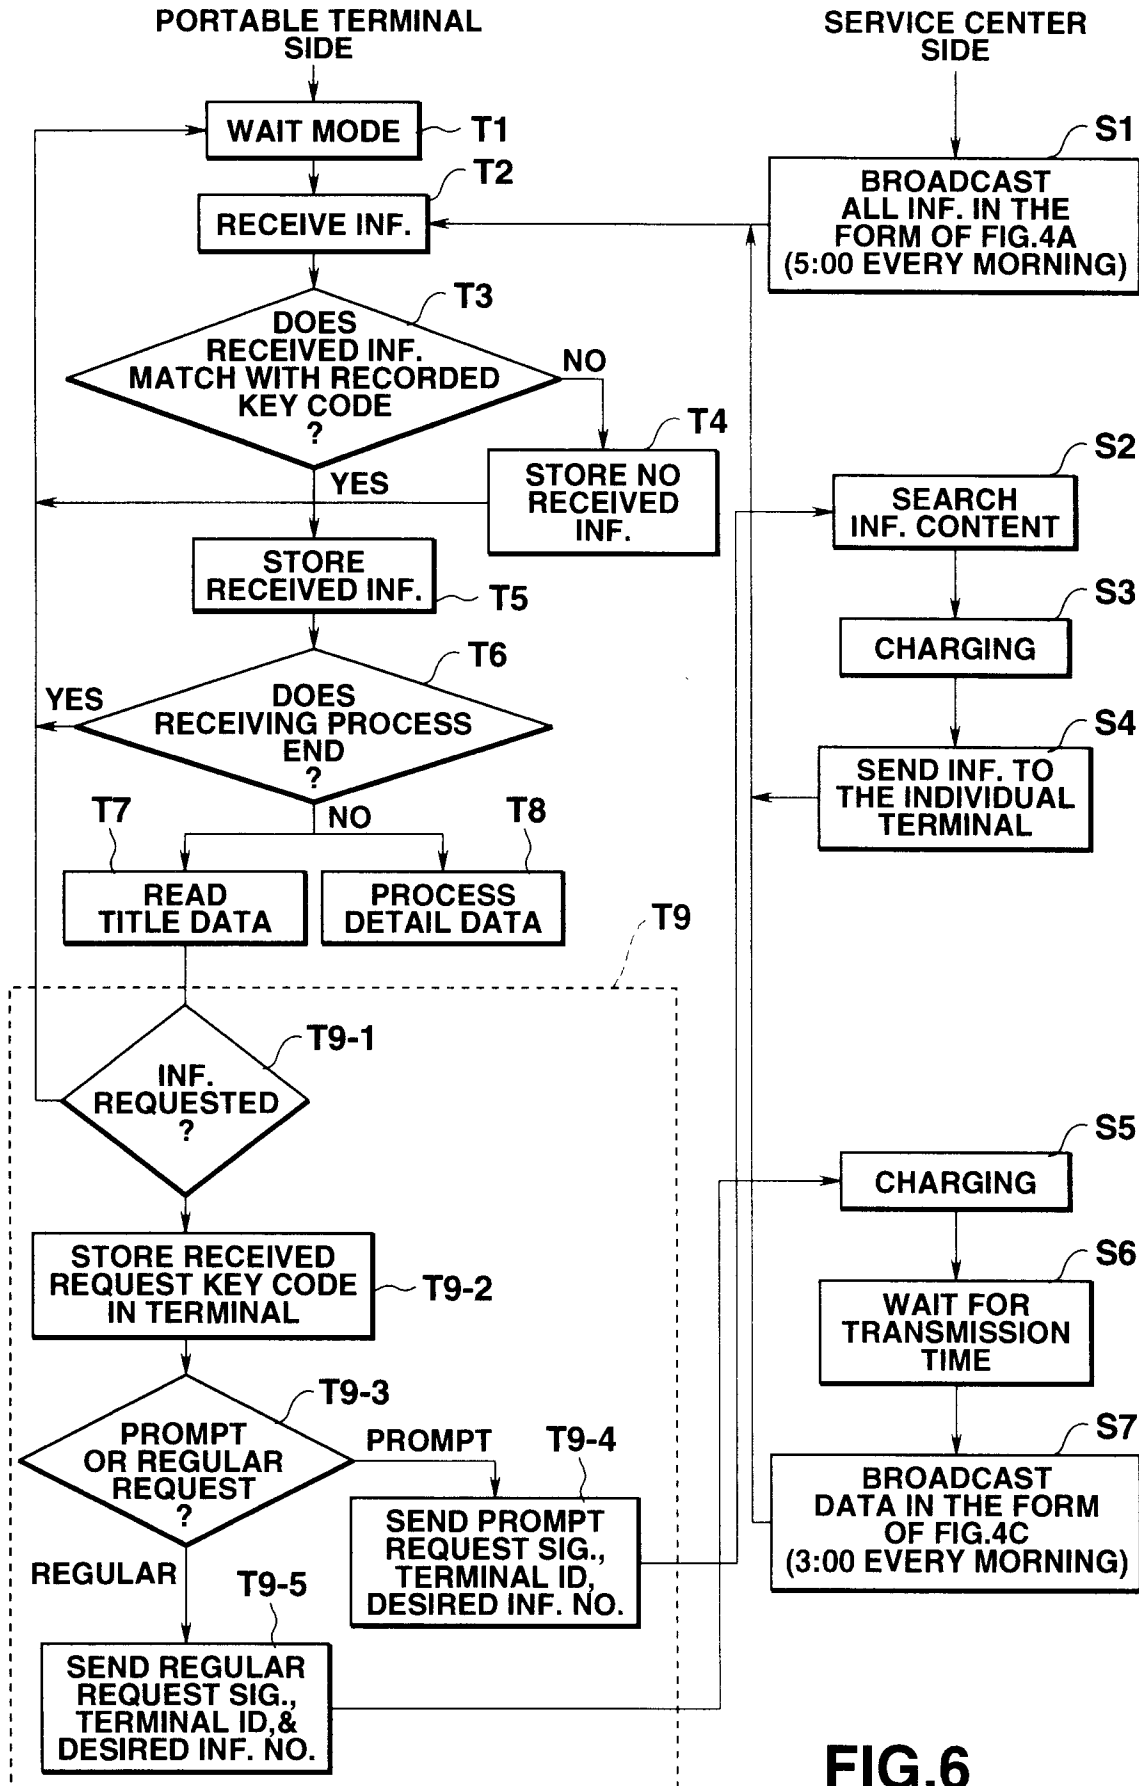 PORTABLE TERMINAL
SIDE
WAIT MODE
T1
T2
RECEIVE INF.
T3
DOES
RECEIVED INF.
MATCH WITH RECORDED
KEY CODE
?
NO
YES
T4
STORE NO
RECEIVED
INF.
STORE
RECEIVED INF.
T5
T6
DOES
RECEIVING PROCESS
END
?
YES
NO
T7
READ
TITLE DATA
T8
PROCESS
DETAIL DATA
T9
T9-1
INF.
REQUESTED
?
STORE RECEIVED
REQUEST KEY CODE
IN TERMINAL
T9-2
T9-3
PROMPT
OR REGULAR
REQUEST
?
PROMPT
REGULAR
T9-4
SEND PROMPT
REQUEST SIG.,
TERMINAL ID,
DESIRED INF. NO.
T9-5
SEND REGULAR
REQUEST SIG.,
TERMINAL ID,&
DESIRED INF. NO.
SERVICE CENTER
SIDE
S1
BROADCAST
ALL INF. IN THE
FORM OF FIG.4A
(5:00 EVERY MORNING)
S2
SEARCH
INF. CONTENT
S3
CHARGING
S4
SEND INF. TO
THE INDIVIDUAL
TERMINAL
S5
CHARGING
S6
WAIT FOR
TRANSMISSION
TIME
S7
BROADCAST
DATA IN THE FORM
OF FIG.4C
(3:00 EVERY MORNING)
FIG.6